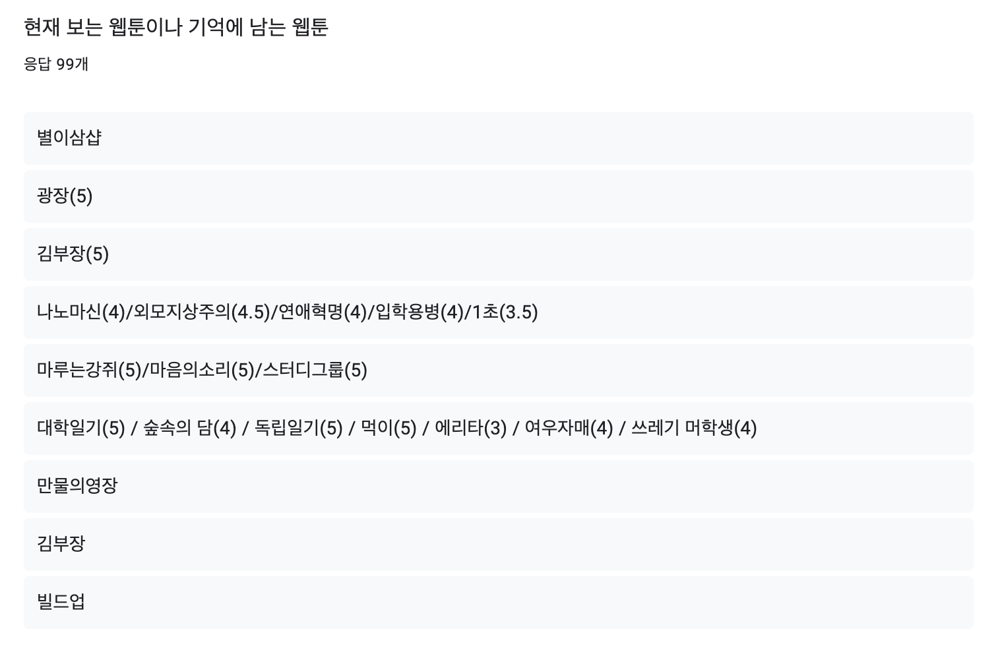 현재 보는 웹툰이나 기억에 남는 웹툰
응답 99개
별이삼샵
광장(5)
김부장(5)
나노마신(4)/외모지상주의(4.5)/연애혁명(4)/입학용병(4)/1초(3.5)
마루는강쥐(5)/마음의소리(5)/스터디그룹(5)
대학일기(5) / 숲속의 담(4) / 독립일기(5) / 먹이(5) / 에리타(3) / 여우자매(4) / 쓰레기 머학생(4)
만물의영장
김부장
빌드업